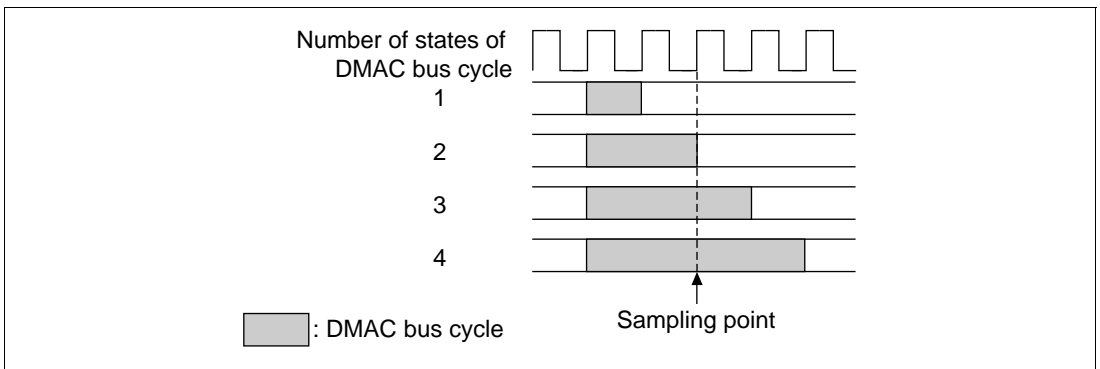 Number of states of
DMAC bus cycle
1
2
3
4
: DMAC bus cycle
Sampling point